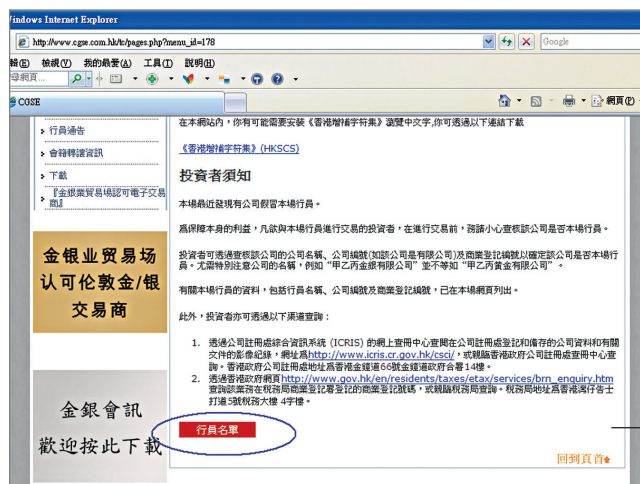 Windows Internet Explorer
http://www.cgse.com.hk/tc/pages.php?menu_id=178
Google
檢視(V) 我的最愛(A) 工具(T) 說明(H)
尋網頁...
CGSE
網頁(P)
行員通告
會籍轉讓資訊
下載
『金銀業貿易場認可電子交易商』
金银业贸易场
认可伦敦金/银
交易商
金銀會訊
歡迎按此下載
在本網站內，你有可能需要安裝《香港增補字符集》瀏覽中文字,你可透過以下連結下載
《香港增補字符集》(HKSCS)
投資者須知
本場最近發現有公司假冒本場行員。
爲保障本身的利益，凡欲與本場行員進行交易的投資者，在進行交易前，務請小心查核該公司是否本場行員。
投資者可透過查核該公司的公司名稱、公司編號(如該公司是有限公司)及商業登記編號以確定該公司是否本場行
員。尤需特別注意公司的名稱，例如“甲乙丙金銀有限公司”並不等如“甲乙丙黃金有限公司”。
有關本場行員的資料，包括行員名稱、公司編號及商業登記編號，已在本場網頁列出。
此外，投資者亦可透過以下渠道查詢：
1. 透過公司註冊處綜合資訊系統 (ICRIS) 的網上查冊中心查閱在公司註冊處登記和備存的公司資料和有關
文件的影像紀錄，網址爲http://www.icris.cr.gov.hk/csci/，或親臨香港政府公司註冊處查冊中心查
詢。香港政府公司註冊處地址爲香港金鐘道66號金鐘道政府合署14樓。
2. 透過香港政府網頁http://www.gov.hk/en/residents/taxes/etax/services/brn_enquiry.htm
查詢該業務在稅務局商業登記署登記的商業登記號碼，或親臨稅務局查詢。稅務局地址爲香港灣仔告士
打道 5號稅務大樓 4字樓。
行員名單
回到頁首